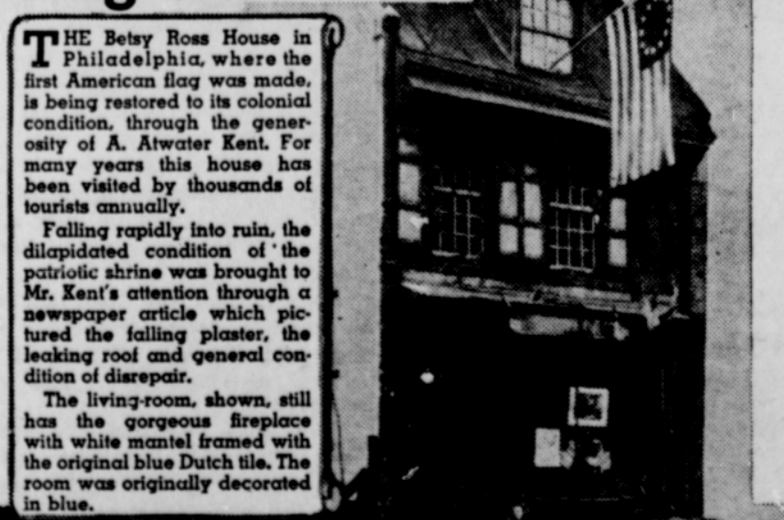 THE Betsy Ross House in
Philadelphia, where the
first American flag was made,
is being restored to its colonial
condition, through the gener-
osity of A. Atwater Kent. For
many years this house has
been visited by thousands of
tourists annually.
Falling rapidly into ruin, the
dilapidated condition of the
patriotic shrine was brought to
Mr. Kent's attention through a
newspaper article which pic-
tured the falling plaster, the
leaking roof and general con-
dition of disrepair.
The living-room, shown, still
has the gorgeous fireplace
with white mantel framed with
the original blue Dutch tile. The
room was originally decorated
in blue.